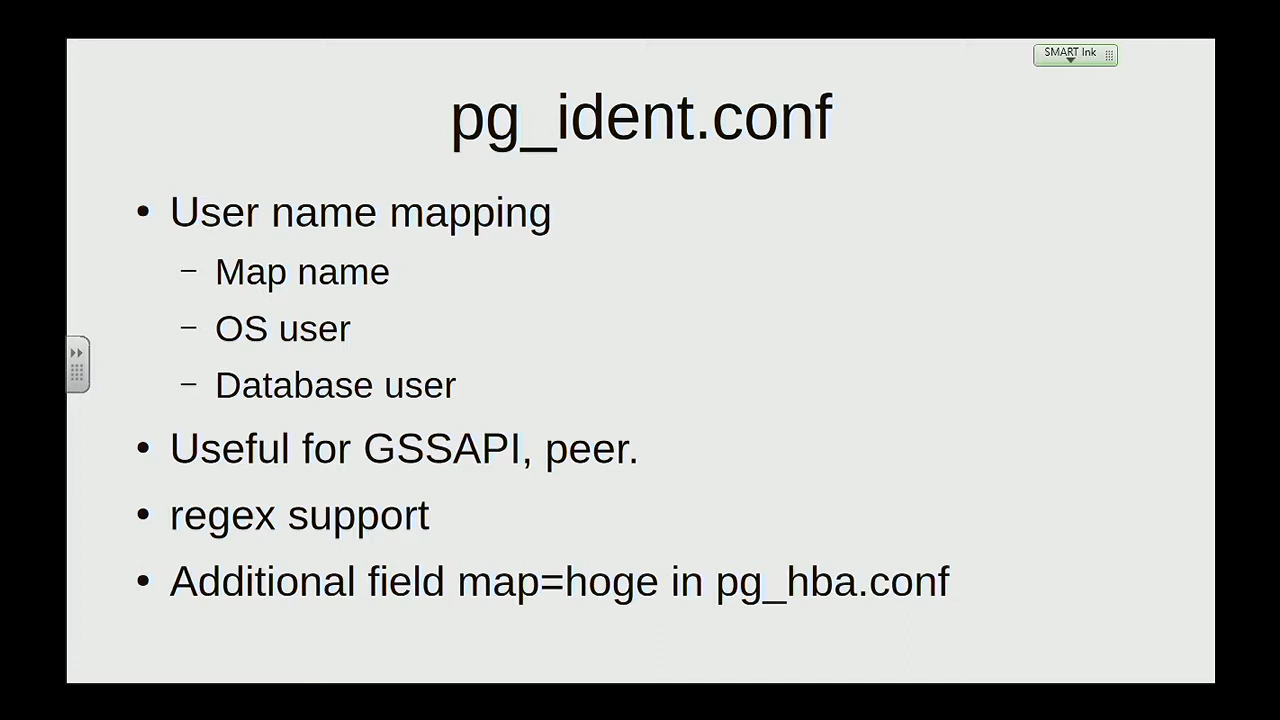 SMART Ink
pg_ident.conf
• User name mapping
– Map name
– OS user
– Database user
• Useful for GSSAPI, peer.
• regex support
• Additional field map=hoge in pg_hba.conf